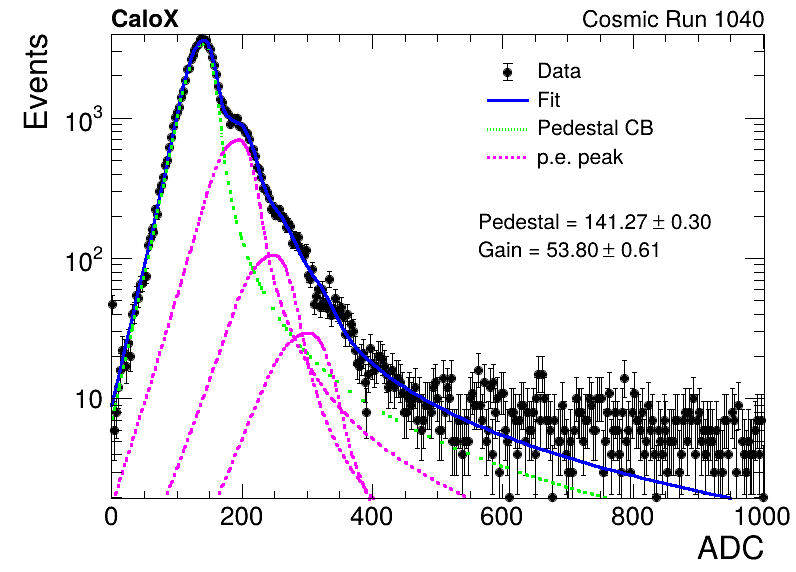 CaloX
Cosmic Run 1040
Events
Data
Fit
Pedestal CB
p.e. peak
Pedestal = 141.27 ± 0.30
Gain = 53.80 ± 0.61
10³
10²
10
0 200 400 600 800 1000
ADC